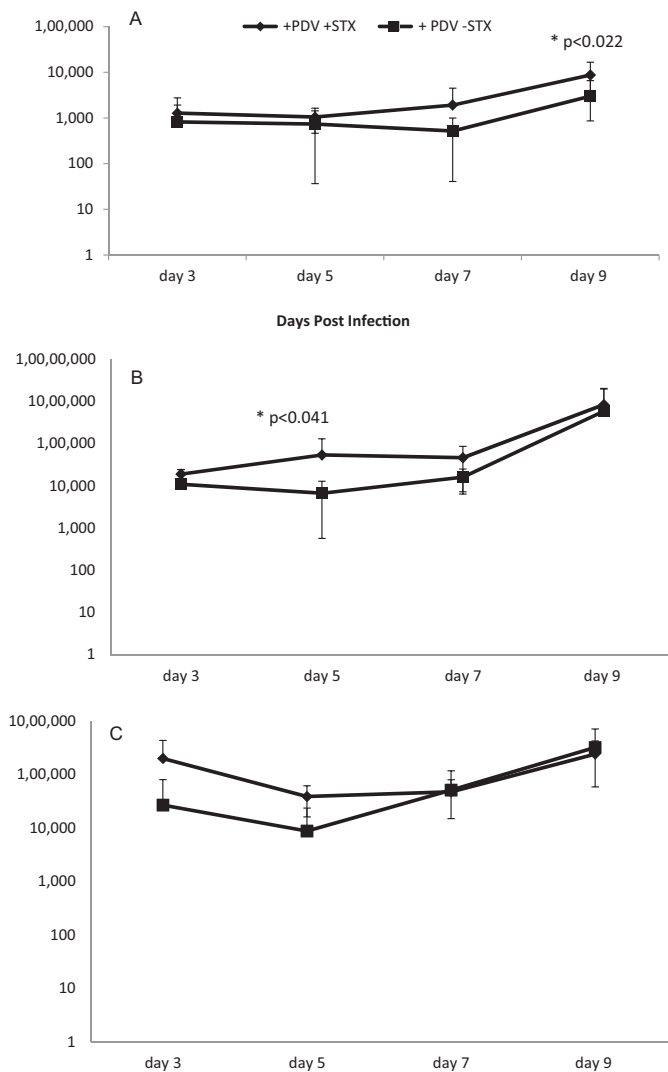 A
+PDV +STX
+ PDV -STX
* p<0.022
1,00,000
10,000
1,000
100
10
1
day 3 day 5 day 7 day 9
Days Post Infection
B
* p<0.041
1,00,00,000
10,00,000
1,00,000
10,000
1,000
100
10
1
day 3 day 5 day 7 day 9
C
10,00,000
1,00,000
10,000
1,000
100
10
1
day 3 day 5 day 7 day 9